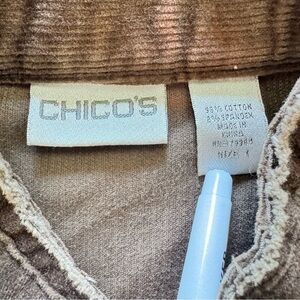 CHICO'S
98% COTTON
2% SPANDEX
MADE IN
CHINA